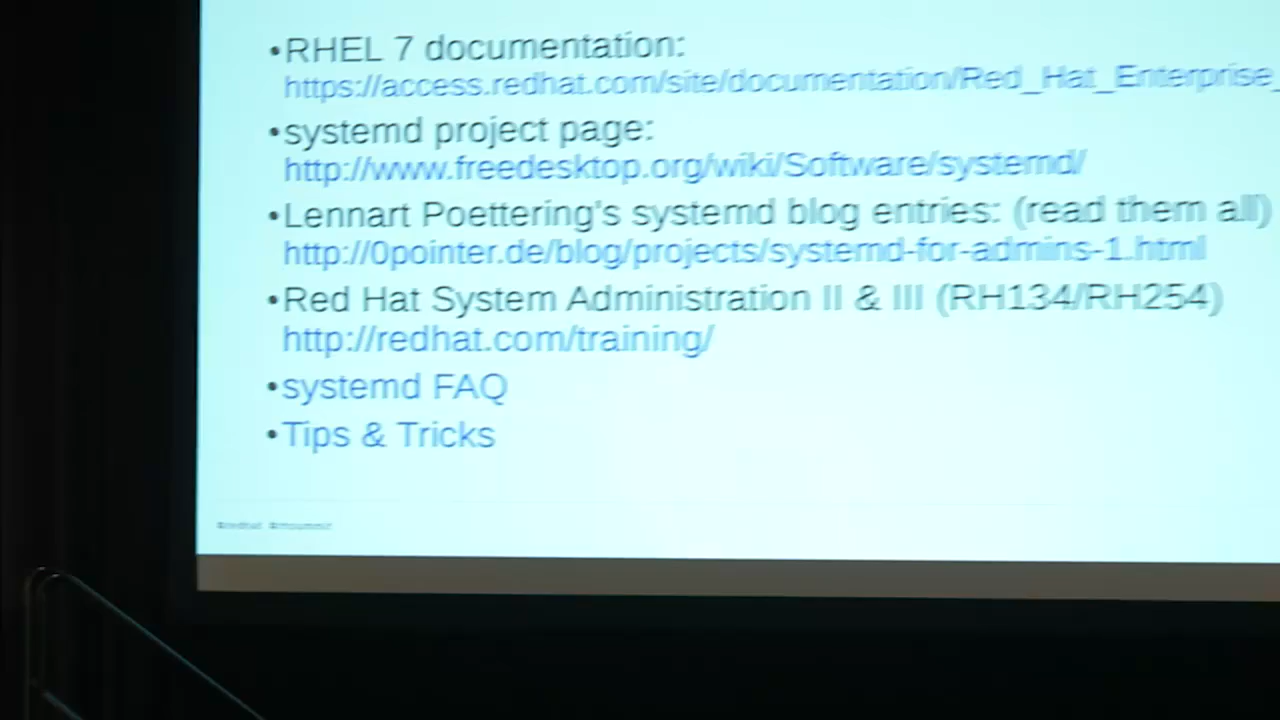 •RHEL 7 documentation:
https://access.redhat.com/site/documentation/Red_Hat_Enterprise_
•systemd project page:
http://www.freedesktop.org/wiki/Software/systemd/
•Lennart Poettering's systemd blog entries: (read them all)
http://0pointer.de/blog/projects/systemd-for-admins-1.html
•Red Hat System Administration II & III (RH134/RH254)
http://redhat.com/training/
•systemd FAQ
•Tips & Tricks